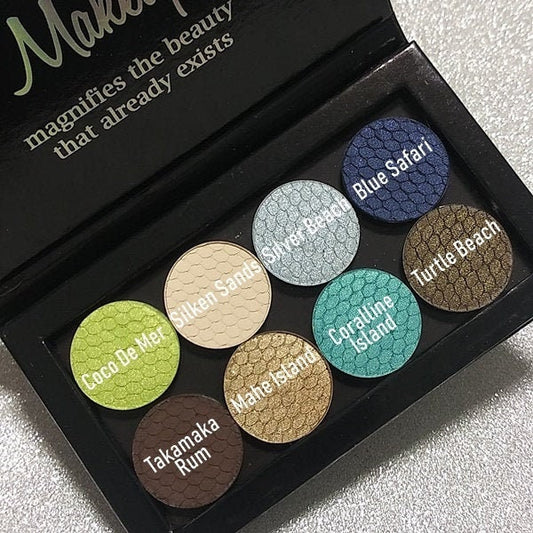 Makeup
magnifies the beauty
that already exists
Coco De Mer
Silken Sands
Silver Beach
Blue Safari
Takamaka
Rum
Mahe Island
Coralline
Island
Turtle Beach